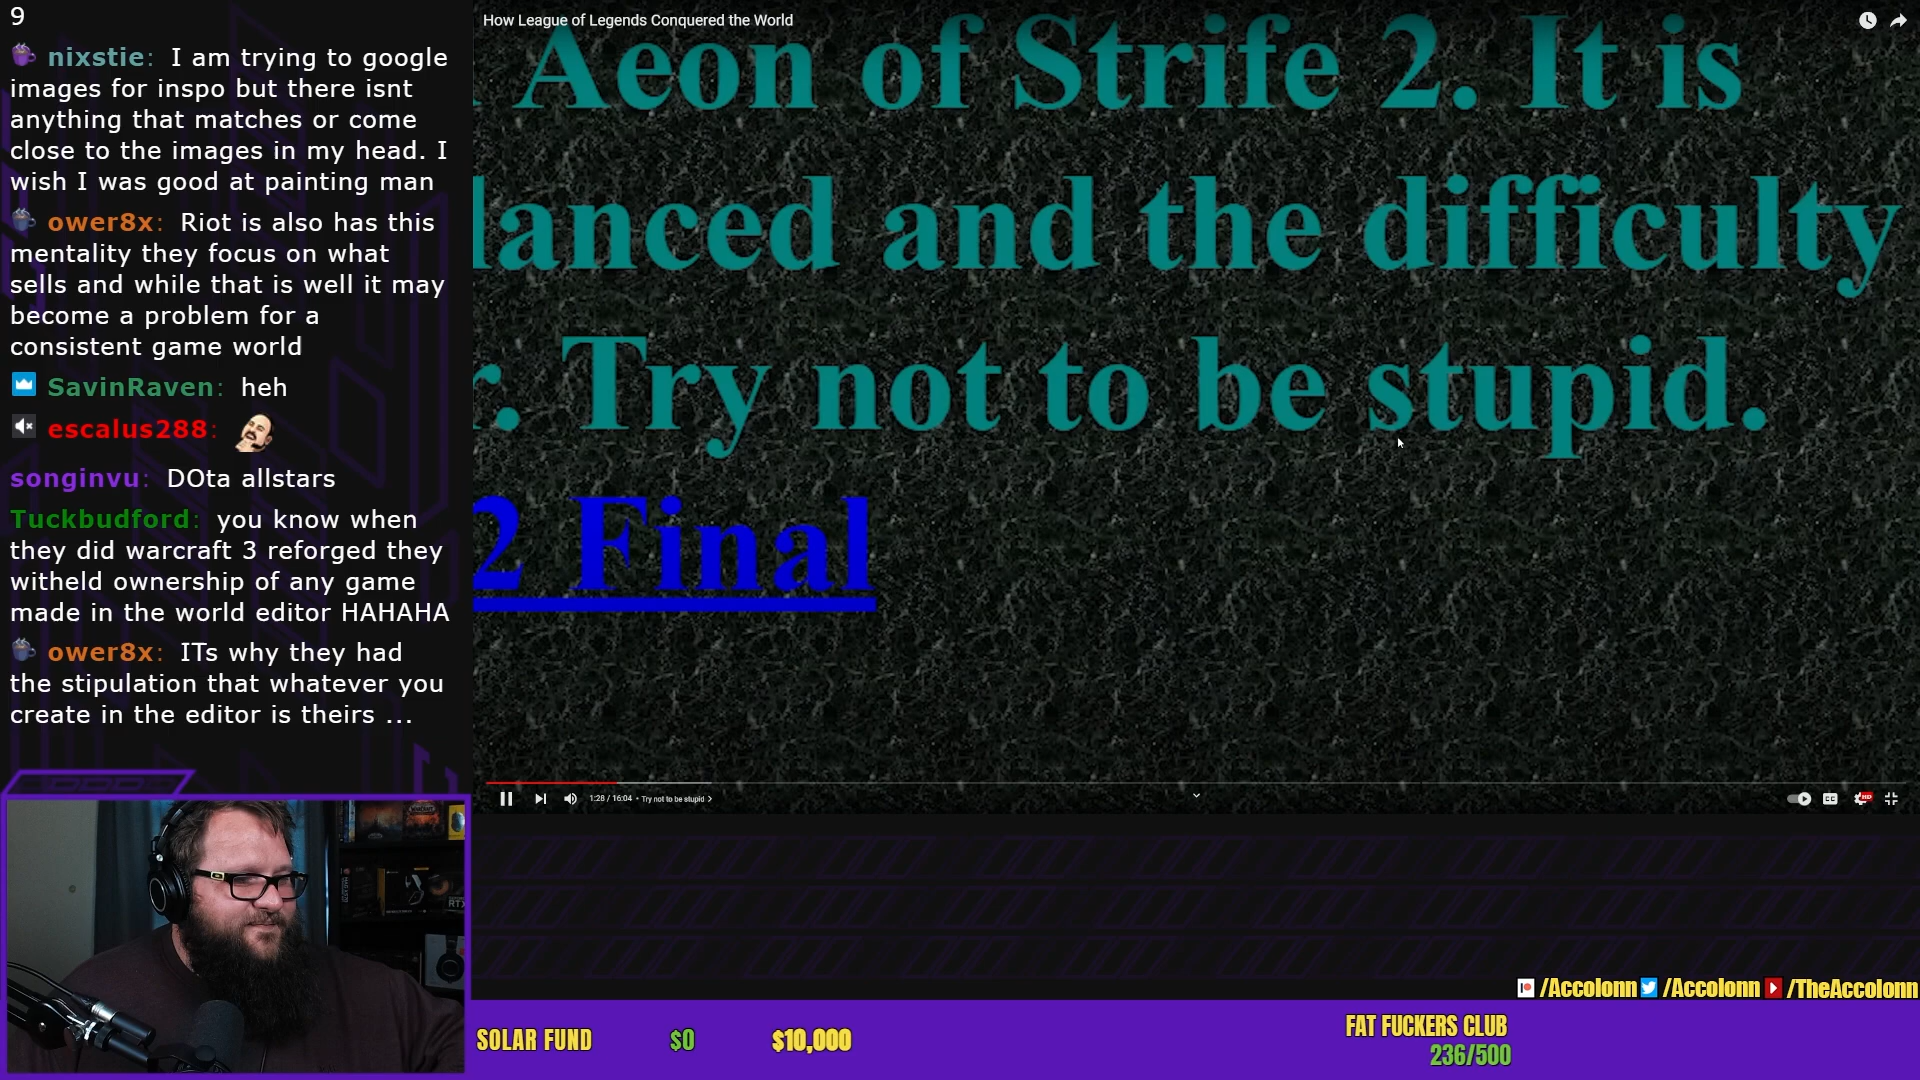 9
nixstie: I am trying to google
images for inspo but there isnt
anything that matches or come
close to the images in my head. I
wish I was good at painting man
ower8x: Riot is also has this
mentality they focus on what
sells and while that is well it may
become a problem for a
consistent game world
SavinRaven: heh
escalus288:
songinvu: DOta allstars
Tuckbudford: you know when
they did warcraft 3 reforged they
witheld ownership of any game
made in the world editor HAHAHA
ower8x: ITs why they had
the stipulation that whatever you
create in the editor is theirs ...
How League of Legends Conquered the World
Aeon of Strife 2. It is
lanced and the difficulty
r. Try not to be stupid.
2 Final
1:28 / 16:04 • Try not to be stupid >
CC
HD
/Accolonn /Accolonn /TheAccolonn
SOLAR FUND $0 $10,000
FAT FUCKERS CLUB
236/500